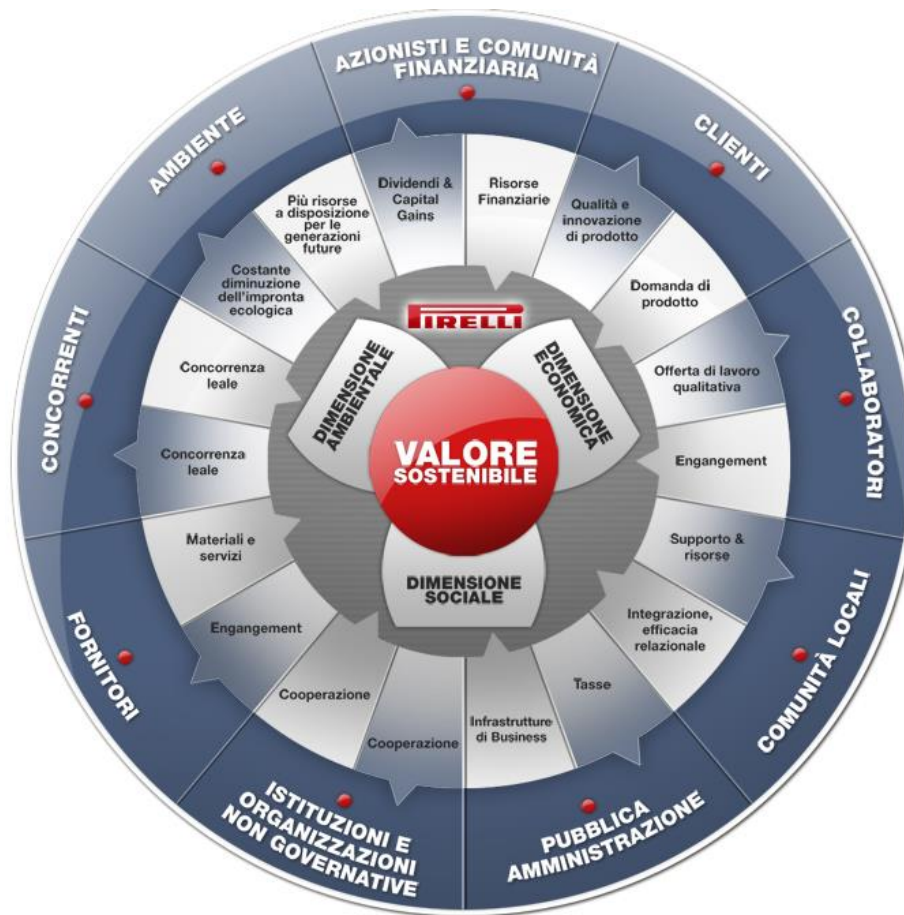 AZIONISTI E COMUNITÀ
FINANZIARIA
CLIENTI
COLLABORATORI
COMUNITÀ LOCALI
PUBBLICA
AMMINISTRAZIONE
ISTITUZIONI E
ORGANIZZAZIONI
NON GOVERNATIVE
FORNITORI
CONCORRENTI
AMBIENTE
Dividendi &
Capital
Gains
Risorse
Finanziarie
Qualità e
innovazione
di prodotto
Domanda di
prodotto
Offerta di lavoro
qualitativa
Engangement
Supporto &
risorse
Integrazione,
efficacia
relazionale
Tasse
Infrastrutture
di Business
Cooperazione
Cooperazione
Engangement
Materiali e
servizi
Concorrenza
leale
Concorrenza
leale
Costante
diminuzione
dell'impronta
ecologica
Più risorse
a disposizione
per le
generazioni
future
PIRELLI
DIMENSIONE
AMBIENTALE
DIMENSIONE
ECONOMICA
VALORE
SOSTENIBILE
DIMENSIONE
SOCIALE